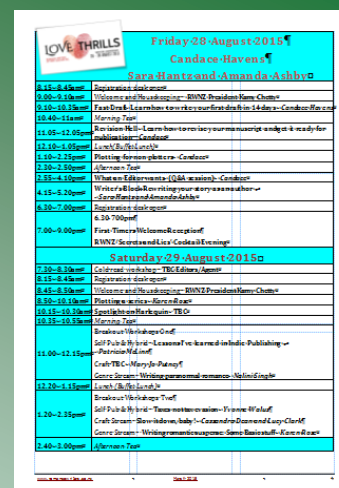 LOVE THRILLS
Friday·28·August·2015¶
Candace·Havens¶
Sara·Hantz·and·Amanda·Ashby¤
8.15–8.45am¤ Registration·desk·open¤
9.00–9.10am¤ Welcome·and·Housekeeping–·RWNZ·President·Kamy·Chetty¤
9.10–10.35am¤ Fast·Draft·-Learn·how·to·write·your·first·draft·in·14·days–·Candace·Havens
10.40–11am¤ Morning·Tea¤
11.05–12.05pm¤ Revision·Hell–·Learn·how·to·revise·your·manuscript·and·get·it·ready·for·
publication–·Candace¤
12.10–1.05pm¤ Lunch·(Buffet·Lunch)¤
1.10–2.25pm¤ Plotting·for·non·plotters–·Candace¤
2.30–2.50pm¤ Afternoon·Tea¤
2.55–4.10pm¤ What·an·Editor·wants–(Q&A·session)–·Candace¤
4.15–5.20pm¤ Writer's·Block·Rewriting·your·story·as·an·author·–
–Sara·Hantz·and·Amanda·Ashby¤
6.30–7.00pm¤ Registration·desk·open¤
7.00–9.00pm¤ 6.30-7.00pm¶
First·Timers·Welcome·Reception¶
RWNZ·'Secrets·and·Lies'·Cocktail·Evening¤
Saturday·29·August·2015¤
7.30–8.30am¤ Cold·read·workshop–·TBC·Editors/Agent¤
8.15–8.45am¤ Registration·desk·open¤
8.45–8.50am¤ Welcome·and·Housekeeping–·RWNZ·President·Kamy·Chetty¤
8.50–10.10am¤ Plotting·a·series–·Karen·Rose¤
10.15–10.30am¤ Spotlight·on·Harlequin–·TBC¤
10.35–10.55am¤ Morning·Tea¤
11.00–12.15pm¤ Breakout·Workshops·One¶
Self·Pub·&·Hybrid–·Lessons·I've·learned·in·Indie·Publishing·–
–Patricia·McLinn¶
Craft·TBC–·Mary·Jo·Putney¶
Genre·Stream–·Writing·paranormal·romance–·Nalini·Singh¤
12.20–1.15pm¤ Lunch·(Buffet·Lunch)¤
1.20–2.35pm¤ Breakout·Workshops·Two¶
Self·Pub·&·Hybrid–·Taxes·not·tax·evasion–·Yvonne·Walus¶
Craft·Stream–·Slow·it·down,·baby!–·Cassandra·Dean·and·Lucy·Clark¶
Genre·Stream–·Writing·romantic·suspense:·Some·Basic·stuff–·Karen·Rose¤
2.40–3.00pm¤ Afternoon·Tea¤